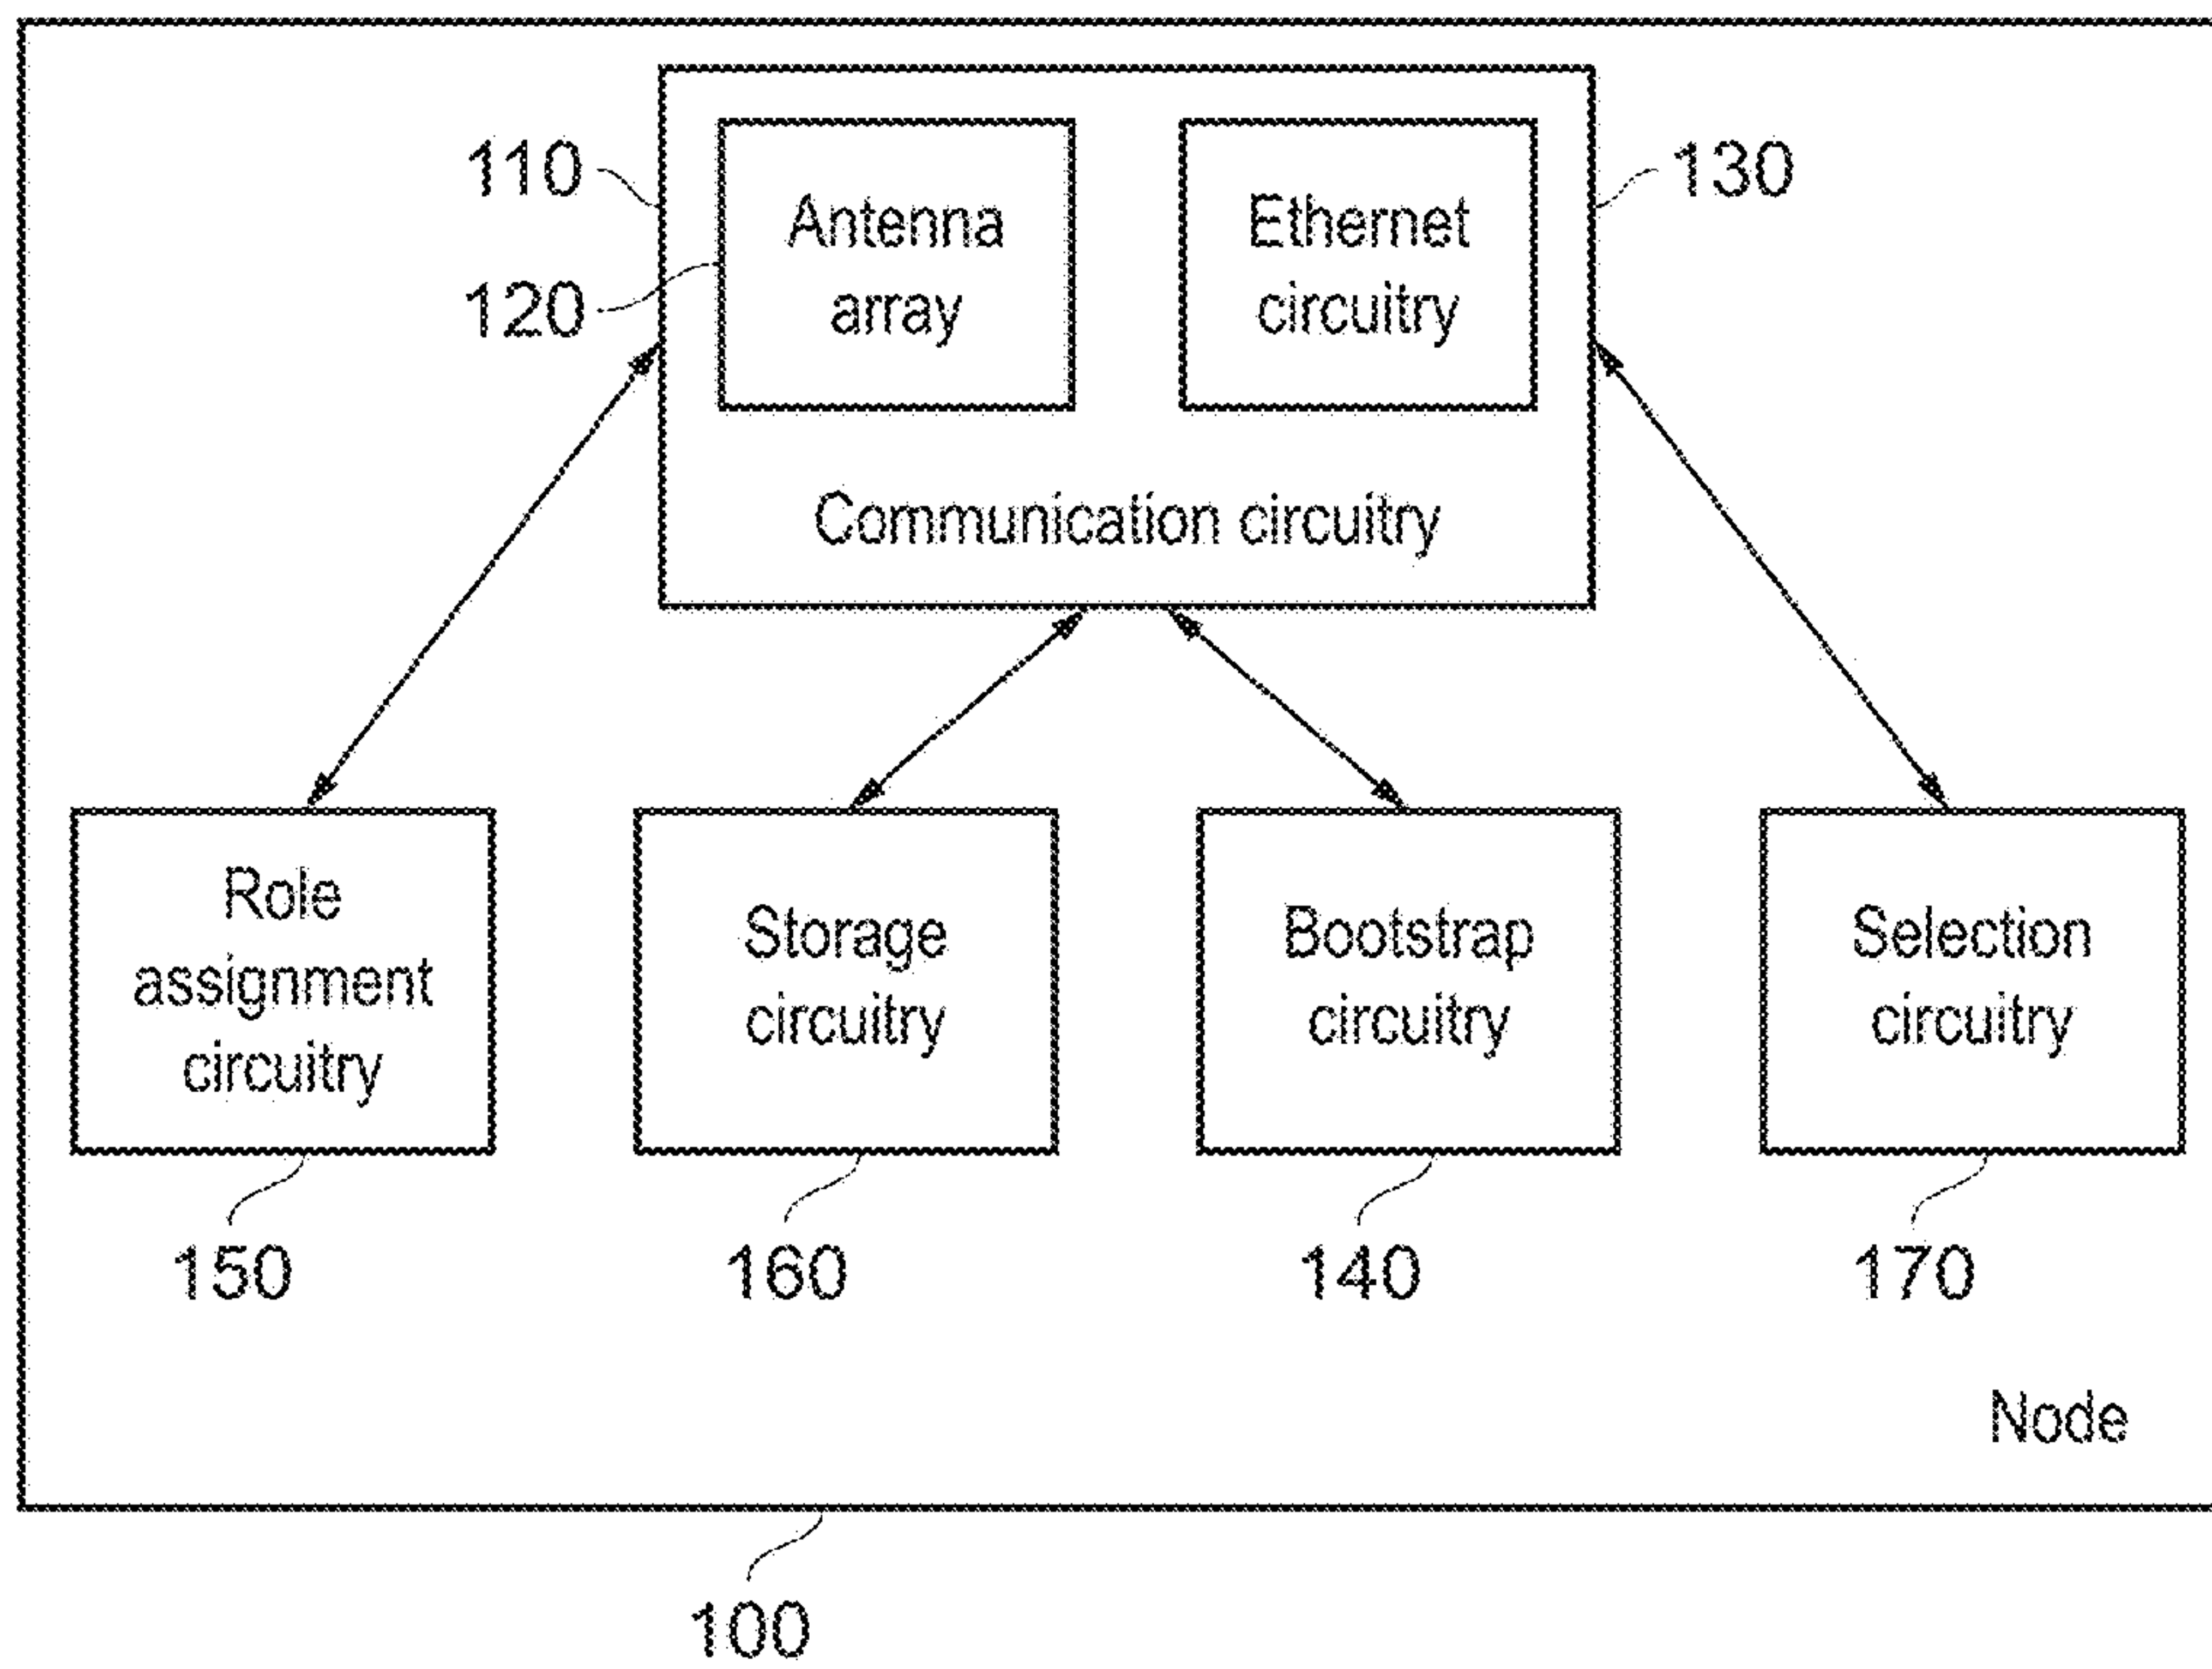 110
Antenna
array
Ethernet
circuitry
130
120
Communication circuitry
Role
assignment
circuitry
Storage
circuitry
Bootstrap
circuitry
Selection
circuitry
150
160
140
170
Node
100